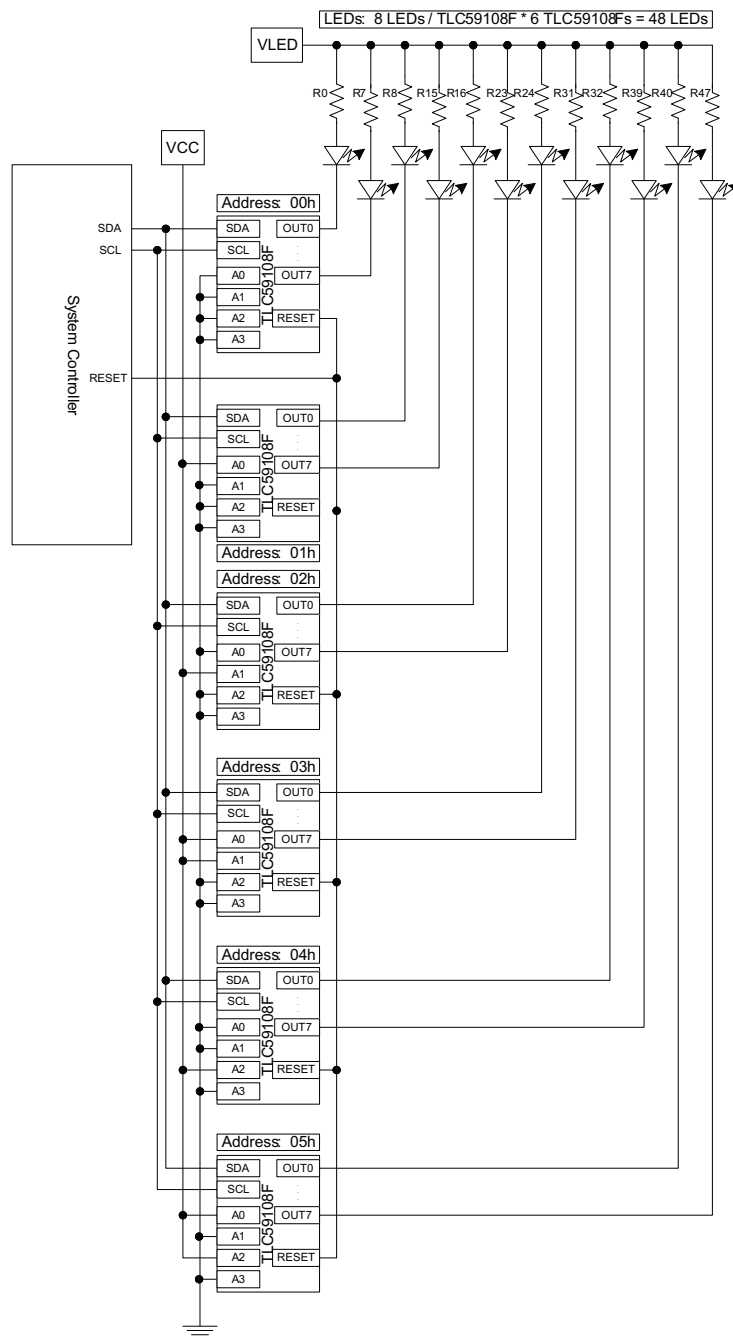 LEDs: 8 LEDs / TLC59108F * 6 TLC59108Fs = 48 LEDs
VLED
R0 R7 R8 R15 R16 R23 R24 R31 R32 R39 R40 R47
VCC
System Controller
SDA
SCL
RESET
Address: 00h
TLC59108F
SDA OUT0
SCL
A0 OUT7
A1
A2 RESET
A3
TLC59108F
SDA OUT0
SCL
A0 OUT7
A1
A2 RESET
A3
Address: 01h
Address: 02h
TLC59108F
SDA OUT0
SCL
A0 OUT7
A1
A2 RESET
A3
Address: 03h
TLC59108F
SDA OUT0
SCL
A0 OUT7
A1
A2 RESET
A3
Address: 04h
TLC59108F
SDA OUT0
SCL
A0 OUT7
A1
A2 RESET
A3
Address: 05h
TLC59108F
SDA OUT0
SCL
A0 OUT7
A1
A2 RESET
A3